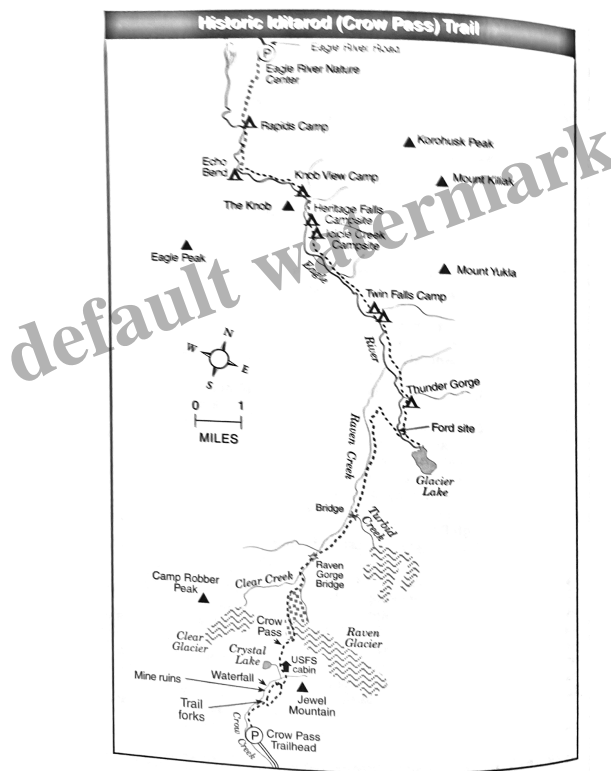 Historic Iditarod (Crow Pass) Trail
Eagle River Road
P
Eagle River Nature
Center
Rapids Camp
Korohusk Peak
Echo
Bend
Knob View Camp
Mount Kiliak
The Knob
Heritage Falls
Campsite
Icicle Creek
Campsite
Eagle Peak
Eagle
Mount Yukla
Twin Falls Camp
River
N
W
E
S
0 1
MILES
Thunder Gorge
Ford site
Raven Creek
Glacier
Lake
Bridge
Turbid
Creek
Raven
Gorge
Bridge
Clear Creek
Camp Robber
Peak
Crow
Pass
Raven
Glacier
Clear
Glacier
Crystal
Lake
USFS
cabin
Mine ruins
Waterfall
Jewel
Mountain
Trail
forks
Crow
Creek
P
Crow Pass
Trailhead
default watermark